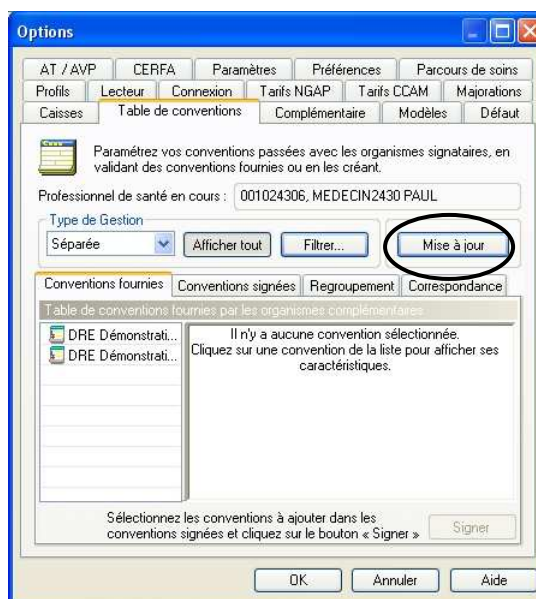 Options
AT / AVP CERFA Paramètres Préférences Parcours de soins
Profils Lecteur Connexion Tarifs NGAP Tarifs CCAM Majorations
Caisses Table de conventions Complémentaire Modèles Défaut
Paramétrez vos conventions passées avec les organismes signataires, en
validant des conventions fournies ou en les créant.
Professionnel de santé en cours : 001024306, MEDECIN2430 PAUL
Type de Gestion
Séparée Afficher tout Filtrer... Mise à jour
Conventions fournies Conventions signées Regroupement Correspondance
Table de conventions fournies par les organismes complémentaires
DRE Démonstrati...
DRE Démonstrati...
Il n'y a aucune convention sélectionnée.
Cliquez sur une convention de la liste pour afficher ses
caractéristiques.
Sélectionnez les conventions à ajouter dans les
conventions signées et cliquez sur le bouton « Signer »
Signer
OK Annuler Aide